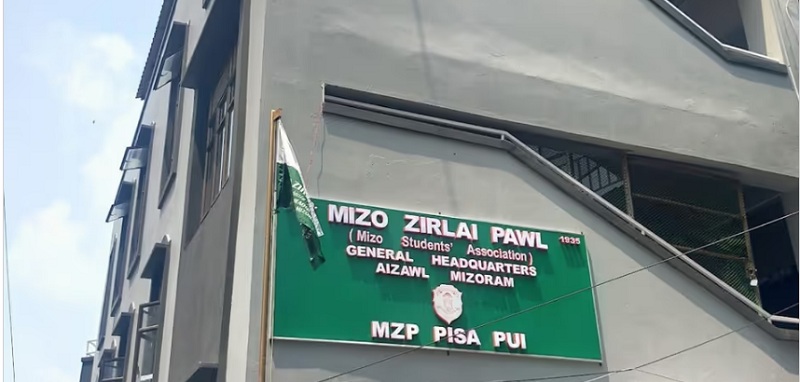 MIZO ZIRLAI PAWL 1935
(Mizo Students' Association)
GENERAL HEADQUARTERS
AIZAWL MIZORAM
MZP PISA PUI